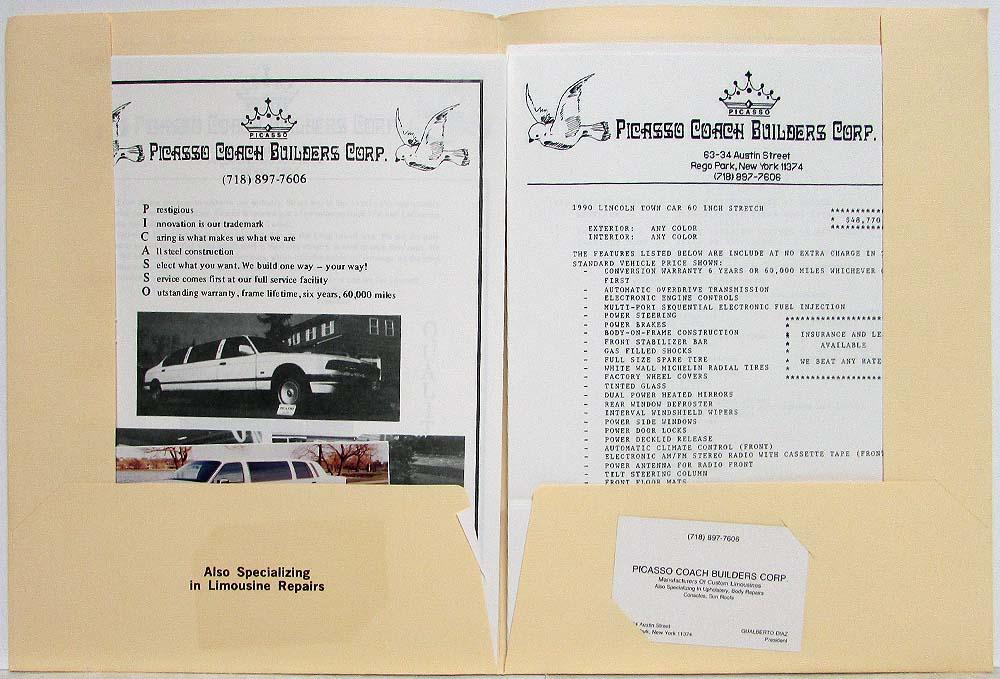 PICASSO
PICASSO COACH BUILDERS CORP.
(718) 897-7606
P restigious
I nnovation is our trademark
C aring is what makes us what we are
A ll steel construction
S elect what you want. We build one way – your way!
S ervice comes first at our full service facility
O utstanding warranty, frame lifetime, six years, 60,000 miles
PICASSO
Also Specializing
in Limousine Repairs
PICASSO
PICASSO COACH BUILDERS CORP.
63-34 Austin Street
Rego Park, New York 11374
(718) 897-7606
1990 LINCOLN TOWN CAR 60 INCH STRETCH *********
* $48,770
EXTERIOR: ANY COLOR *********
INTERIOR: ANY COLOR
THE FEATURES LISTED BELOW ARE INCLUDE AT NO EXTRA CHARGE IN
STANDARD VEHICLE PRICE SHOWN:
- CONVERSION WARRANTY 6 YEARS OR 60,000 MILES WHICHEVER
FIRST
- AUTOMATIC OVERDRIVE TRANSMISSION
- ELECTRONIC ENGINE CONTROLS
- MULTI-PORT SEQUENTIAL ELECTRONIC FUEL INJECTION
- POWER STEERING *****************
- POWER BRAKES *
- BODY-ON-FRAME CONSTRUCTION * INSURANCE AND LE
- FRONT STABILIZER BAR * AVAILABLE
- GAS FILLED SHOCKS *
- FULL SIZE SPARE TIRE * WE BEAT ANY RATE
- WHITE WALL MICHELIN RADIAL TIRES *
- FACTORY WHEEL COVERS *****************
- TINTED GLASS
- DUAL POWER HEATED MIRRORS
- REAR WINDOW DEFROSTER
- INTERVAL WINDSHIELD WIPERS
- POWER SIDE WINDOWS
- POWER DOOR LOCKS
- POWER DECKLID RELEASE
- AUTOMATIC CLIMATE CONTROL (FRONT)
- ELECTRONIC AM/FM STEREO RADIO WITH CASSETTE TAPE (FRON
- POWER ANTENNA FOR RADIO FRONT
- TELT STEERING COLUMN
- FRONT FLOOR MATS
(718) 897-7606
PICASSO COACH BUILDERS CORP.
Manufacturers Of Custom Limousines
Also Specializing In Upholstery, Body Repairs
Consoles, Sun Roofs
Austin Street
New York 11374
GUALBERTO DIAZ
President